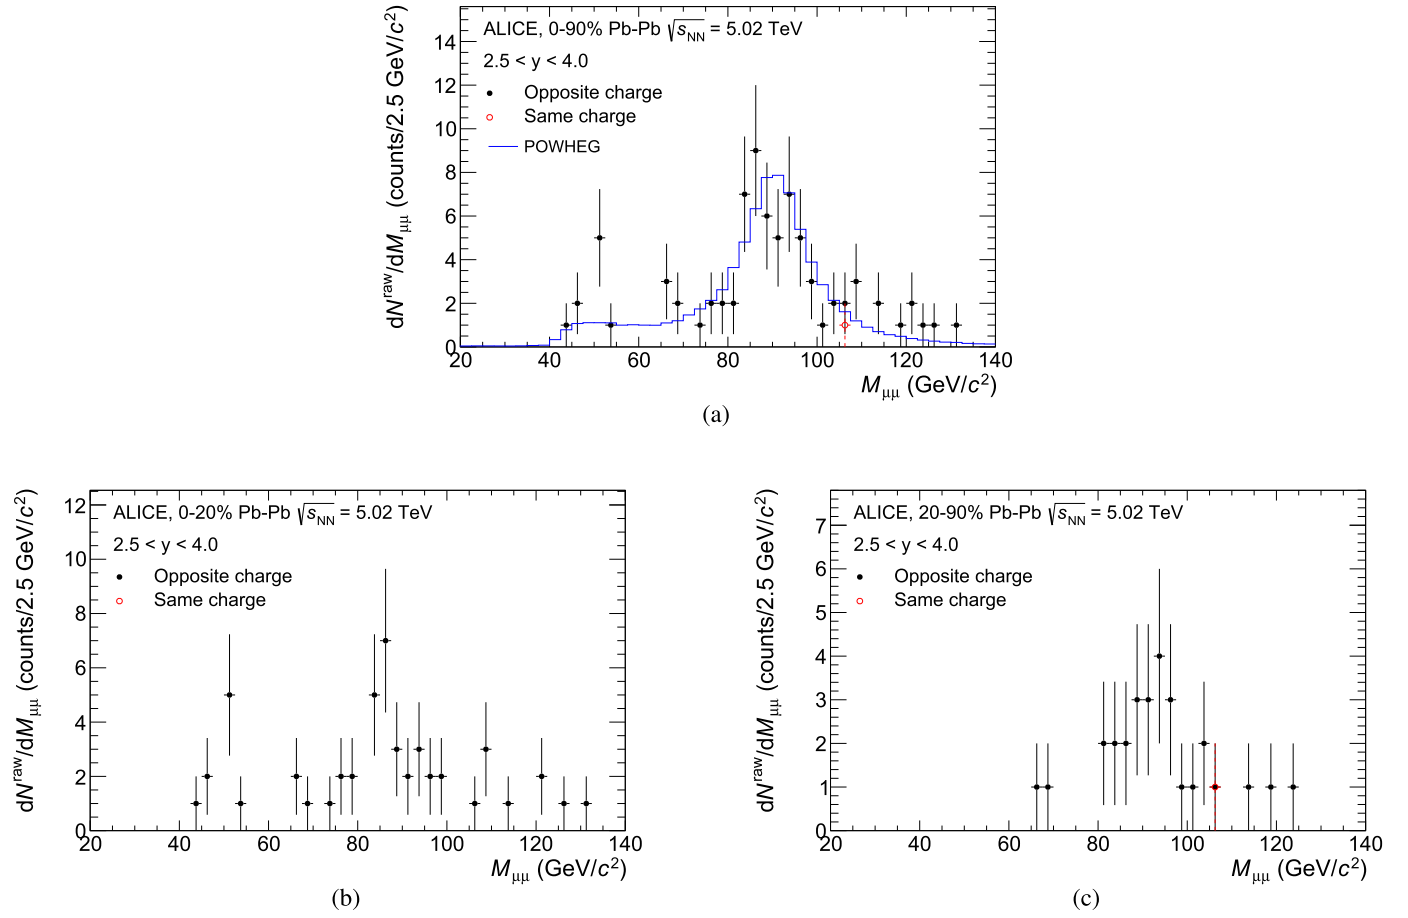 ALICE, 0-90% Pb-Pb √sNN = 5.02 TeV
2.5 < y < 4.0
Opposite charge
Same charge
POWHEG
dNraw/dMμμ (counts/2.5 GeV/c2)
0 2 4 6 8 10 12 14
20 40 60 80 100 120 140
Mμμ (GeV/c2)
(a)
ALICE, 0-20% Pb-Pb √sNN = 5.02 TeV
2.5 < y < 4.0
Opposite charge
Same charge
dNraw/dMμμ (counts/2.5 GeV/c2)
0 2 4 6 8 10 12
20 40 60 80 100 120 140
Mμμ (GeV/c2)
(b)
ALICE, 20-90% Pb-Pb √sNN = 5.02 TeV
2.5 < y < 4.0
Opposite charge
Same charge
dNraw/dMμμ (counts/2.5 GeV/c2)
0 1 2 3 4 5 6 7
20 40 60 80 100 120 140
Mμμ (GeV/c2)
(c)